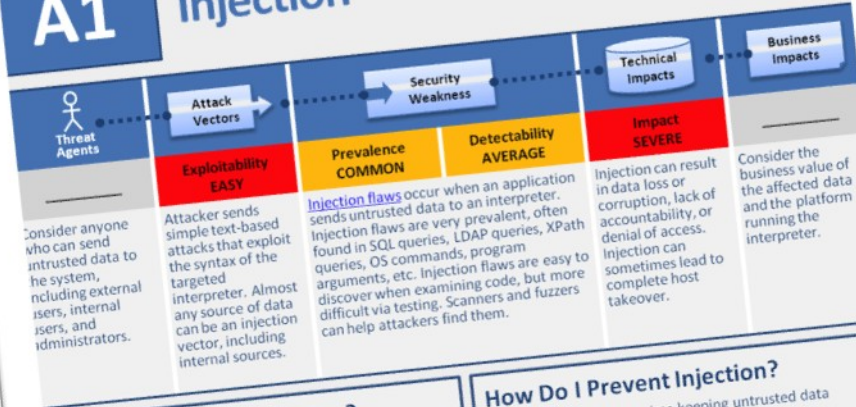 A1
Injection
Threat
Agents
Attack
Vectors
Security
Weakness
Technical
Impacts
Business
Impacts
Exploitability
EASY
Prevalence
COMMON
Detectability
AVERAGE
Impact
SEVERE
Consider anyone
who can send
untrusted data to
the system,
including external
users, internal
users, and
administrators.
Attacker sends
simple text-based
attacks that exploit
the syntax of the
targeted
interpreter. Almost
any source of data
can be an injection
vector, including
internal sources.
Injection flaws occur when an application
sends untrusted data to an interpreter.
Injection flaws are very prevalent, often
found in SQL queries, LDAP queries, XPath
queries, OS commands, program
arguments, etc. Injection flaws are easy to
discover when examining code, but more
difficult via testing. Scanners and fuzzers
can help attackers find them.
Injection can result
in data loss or
corruption, lack of
accountability, or
denial of access.
Injection can
sometimes lead to
complete host
takeover.
Consider the
business value of
the affected data
and the platform
running the
interpreter.
?
How Do I Prevent Injection?
keeping untrusted data